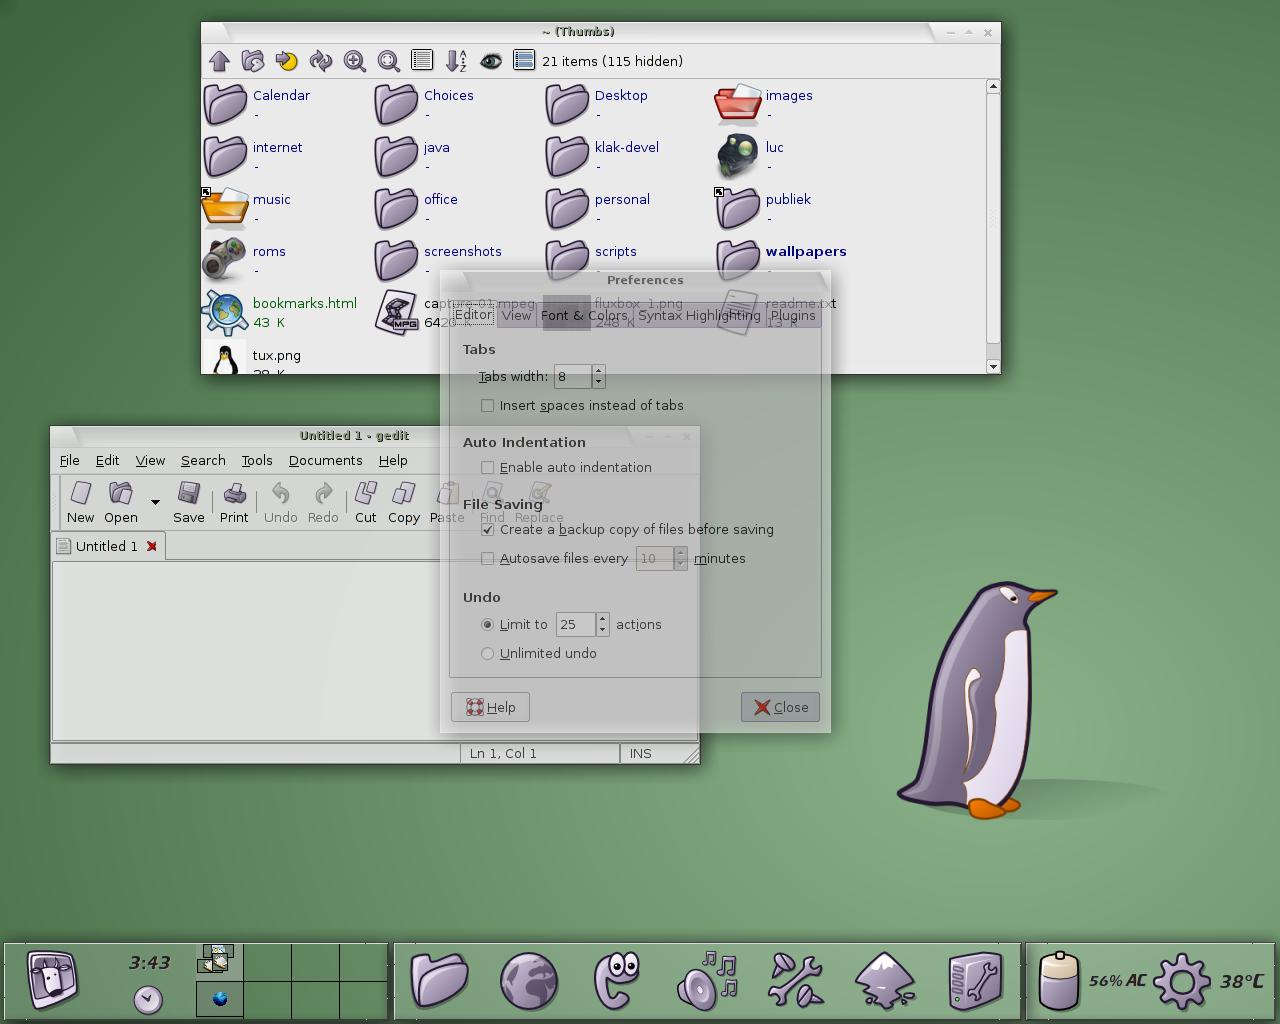 ~ (Thumbs)
21 items (115 hidden)
Calendar Choices Desktop images
- - - -
internet java klak-devel luc
- - - -
music office personal publiek
- - - -
roms screenshots scripts wallpapers
- - - -
bookmarks.html capture-01.mpeg fluxbox_1.png readme.txt
43 K 6420 K 248 K 13 K
MPG
tux.png
28 K
Preferences
Editor View Font & Colors Syntax Highlighting Plugins
Tabs
Tabs width: 8
Insert spaces instead of tabs
Auto Indentation
Enable auto indentation
File Saving
Create a backup copy of files before saving
Autosave files every 10 minutes
Undo
Limit to 25 actions
Unlimited undo
Help Close
Untitled 1 - gedit
File Edit View Search Tools Documents Help
New Open Save Print Undo Redo Cut Copy Paste Find Replace
Untitled 1
Ln 1, Col 1 INS
3:43
56% AC 38°C